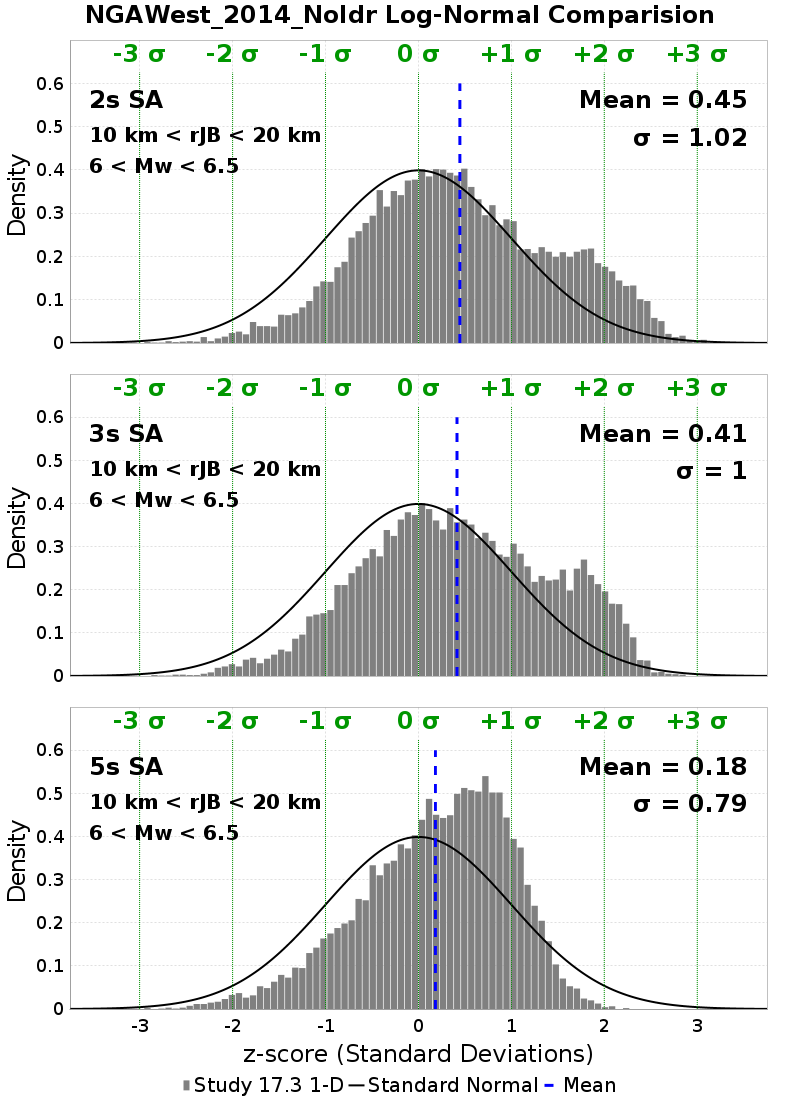 NGAWest_2014_NoIdr Log-Normal Comparision
-3 σ -2 σ -1 σ 0 σ +1 σ +2 σ +3 σ
0.6
2s SA Mean = 0.45
0.5
10 km < rJB < 20 km σ = 1.02
6 < Mw < 6.5
0.4
Density
0.3
0.2
0.1
0
-3 σ -2 σ -1 σ 0 σ +1 σ +2 σ +3 σ
0.6
3s SA Mean = 0.41
0.5
10 km < rJB < 20 km σ = 1
6 < Mw < 6.5
0.4
Density
0.3
0.2
0.1
0
-3 σ -2 σ -1 σ 0 σ +1 σ +2 σ +3 σ
0.6
5s SA Mean = 0.18
0.5
10 km < rJB < 20 km σ = 0.79
6 < Mw < 6.5
0.4
Density
0.3
0.2
0.1
0
-3 -2 -1 0 1 2 3
z-score (Standard Deviations)
Study 17.3 1-D Standard Normal Mean